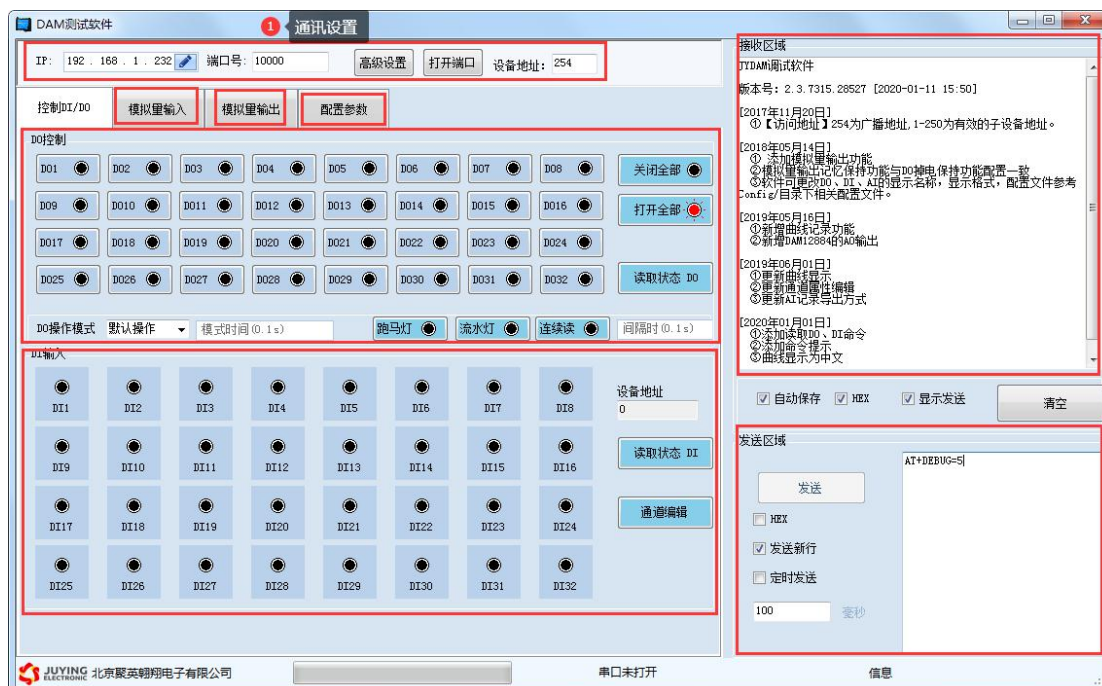 DAM测试软件
1 通讯设置
IP: 192 . 168 . 1 . 232 端口号: 10000 高级设置 打开端口 设备地址: 254
控制DI/DO 模拟量输入 模拟量输出 配置参数
DO控制
DO1 DO2 DO3 DO4 DO5 DO6 DO7 DO8 关闭全部
DO9 DO10 DO11 DO12 DO13 DO14 DO15 DO16 打开全部
DO17 DO18 DO19 DO20 DO21 DO22 DO23 DO24
DO25 DO26 DO27 DO28 DO29 DO30 DO31 DO32 读取状态 DO
DO操作模式 默认操作 模式时间(0.1s) 跑马灯 流水灯 连续读 间隔时(0.1s)
DI输入
DI1 DI2 DI3 DI4 DI5 DI6 DI7 DI8
设备地址
0
DI9 DI10 DI11 DI12 DI13 DI14 DI15 DI16
读取状态 DI
DI17 DI18 DI19 DI20 DI21 DI22 DI23 DI24
通道编辑
DI25 DI26 DI27 DI28 DI29 DI30 DI31 DI32
接收区域
JYDAM调试软件
版本号: 2.3.7315.28527 [2020-01-11 15:50]
[2017年11月20日]
①【访问地址】254为广播地址,1-250为有效的子设备地址。
[2018年05月14日]
① 添加模拟量输出功能
②模拟量输出记忆保持功能与DO掉电保持功能配置一致
③软件可更改DO、DI、AI的显示名称，显示格式，配置文件参考
Config/目录下相关配置文件。
[2019年05月16日]
①新增曲线记录功能
②新增DAM12884的AO输出
[2019年06月01日]
①更新曲线显示
②更新通道属性编辑
③更新AI记录导出方式
[2020年01月01日]
①添加读取DO、DI命令
②添加命令提示
③曲线显示为中文
自动保存 HEX 显示发送 清空
发送区域
AT+DEBUG=5
发送
HEX
发送新行
定时发送
100 毫秒
JUYING ELECTRONIC 北京聚英翱翔电子有限公司 串口未打开 信息